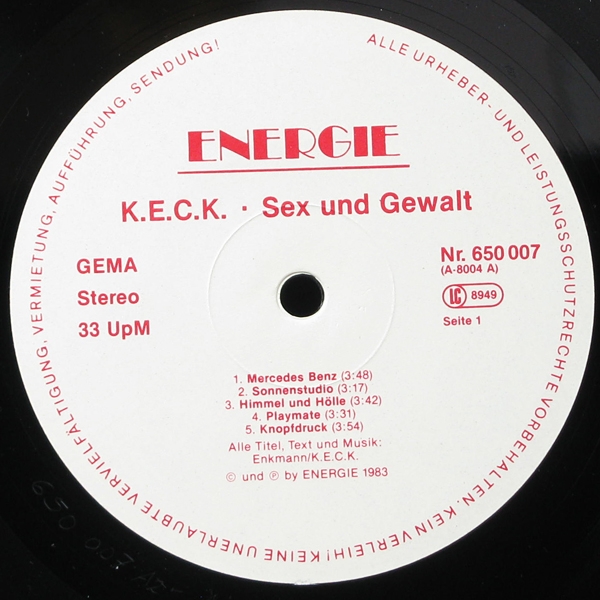 ALLE URHEBER- UND LEISTUNGSSCHUTZRECHTE VORBEHALTEN. KEIN VERLEIH! KEINE UNERLAUBTE VERVIELFÄLTIGUNG, VERMIETUNG, AUFFÜHRUNG, SENDUNG!
ENERGIE
K.E.C.K. · Sex und Gewalt
GEMA
Stereo
33 UpM
Nr. 650 007
(A-8004 A)
LC 8949
Seite 1
1. Mercedes Benz (3:48)
2. Sonnenstudio (3:17)
3. Himmel und Hölle (3:42)
4. Playmate (3:31)
5. Knopfdruck (3:54)
Alle Titel, Text und Musik:
Enkmann/K.E.C.K.
© und ℗ by ENERGIE 1983
650 007